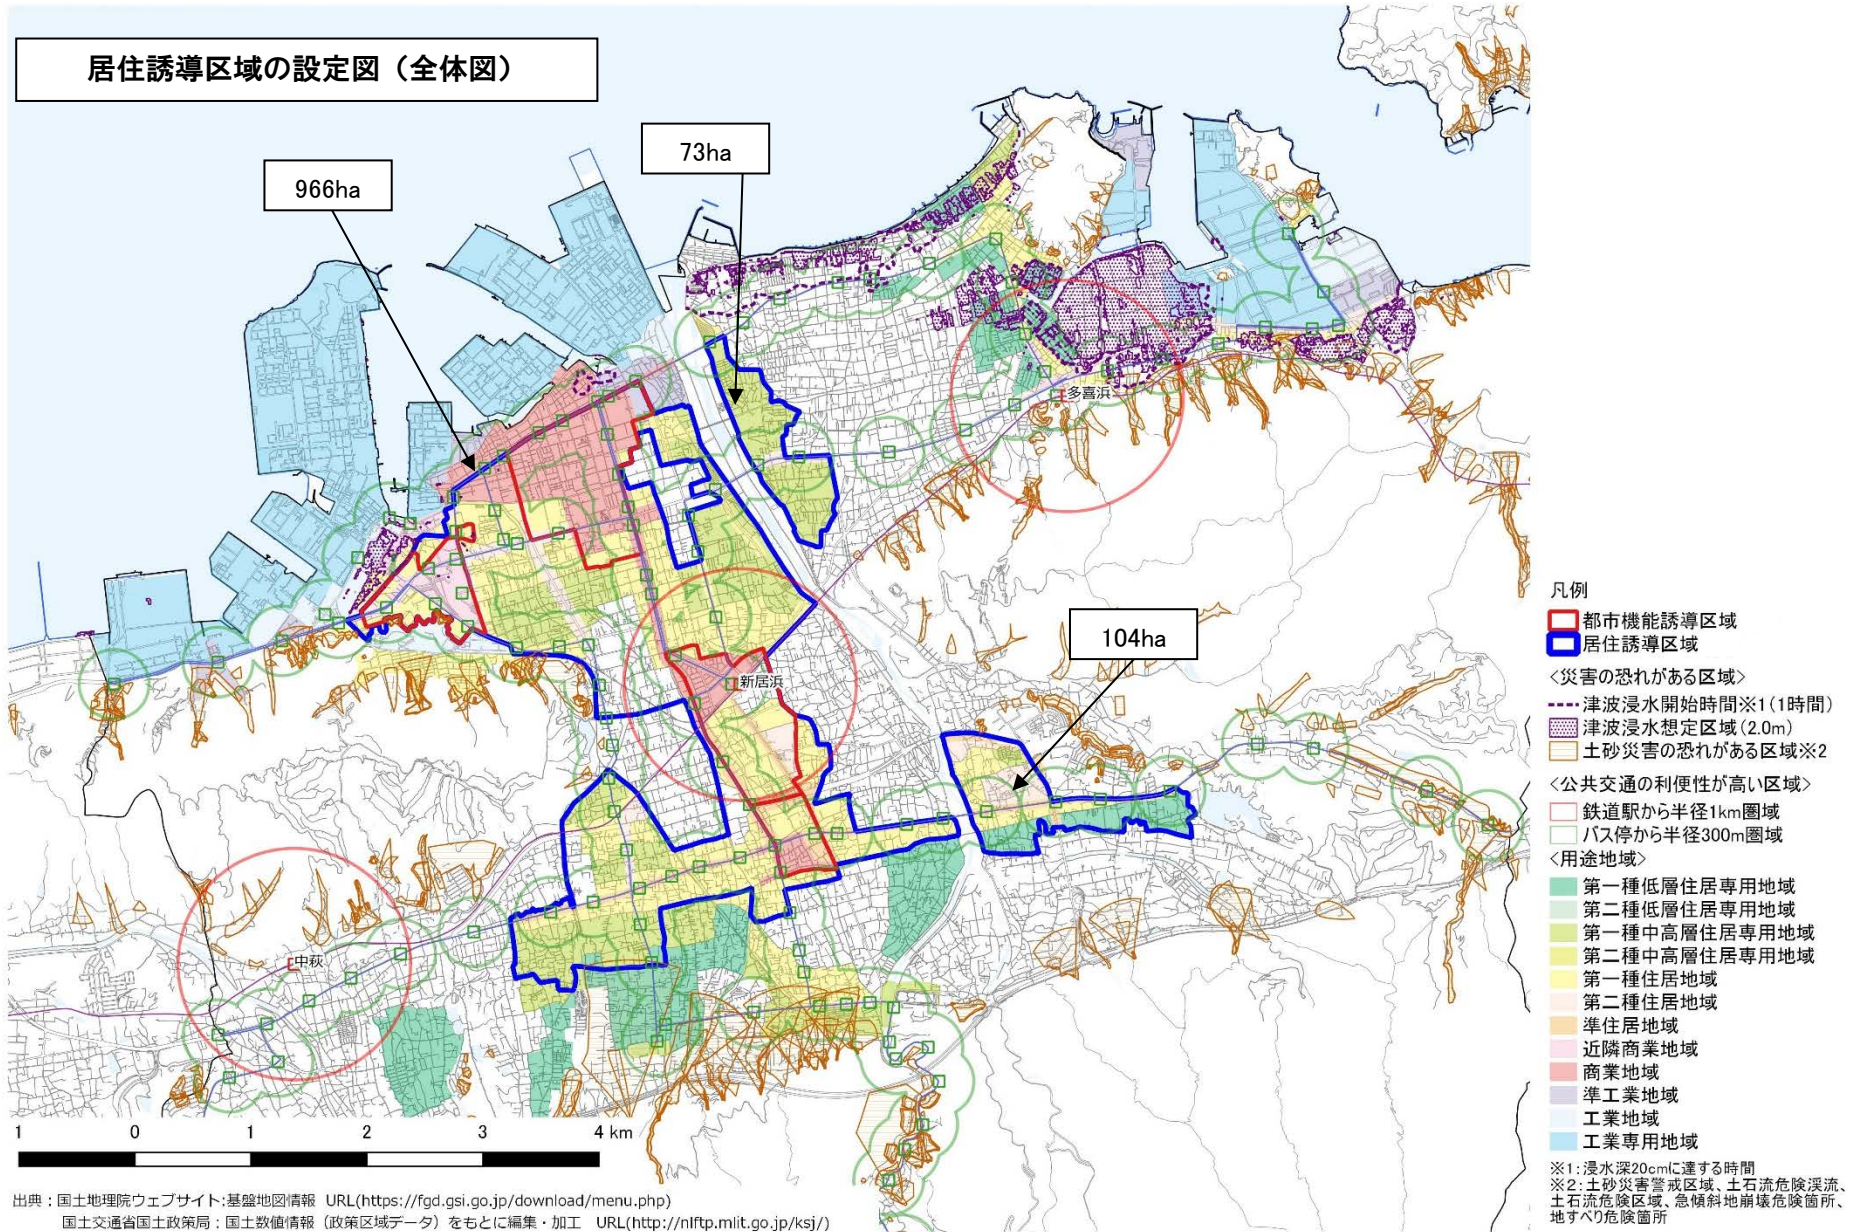 居住誘導区域の設定図（全体図）
73ha
966ha
多喜浜
104ha
新居浜
中萩
凡例
都市機能誘導区域
居住誘導区域
<災害の恐れがある区域>
津波浸水開始時間※1(1時間)
津波浸水想定区域(2.0m)
土砂災害の恐れがある区域※2
<公共交通の利便性が高い区域>
鉄道駅から半径1km圏域
バス停から半径300m圏域
<用途地域>
第一種低層住居専用地域
第二種低層住居専用地域
第一種中高層住居専用地域
第二種中高層住居専用地域
第一種住居地域
第二種住居地域
準住居地域
近隣商業地域
商業地域
準工業地域
工業地域
工業専用地域
※1:浸水深20cmに達する時間
※2:土砂災害警戒区域、土石流危険渓流、
土石流危険区域、急傾斜地崩壊危険箇所、
地すべり危険箇所
1 0 1 2 3 4 km
出典：国土地理院ウェブサイト:基盤地図情報 URL(https://fgd.gsi.go.jp/download/menu.php)
国土交通省国土政策局：国土数値情報（政策区域データ）をもとに編集・加工 URL(http://nlftp.mlit.go.jp/ksj/)